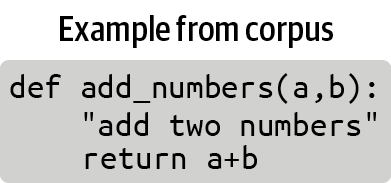 Example from corpus
def add_numbers(a,b):
    "add two numbers"
    return a+b